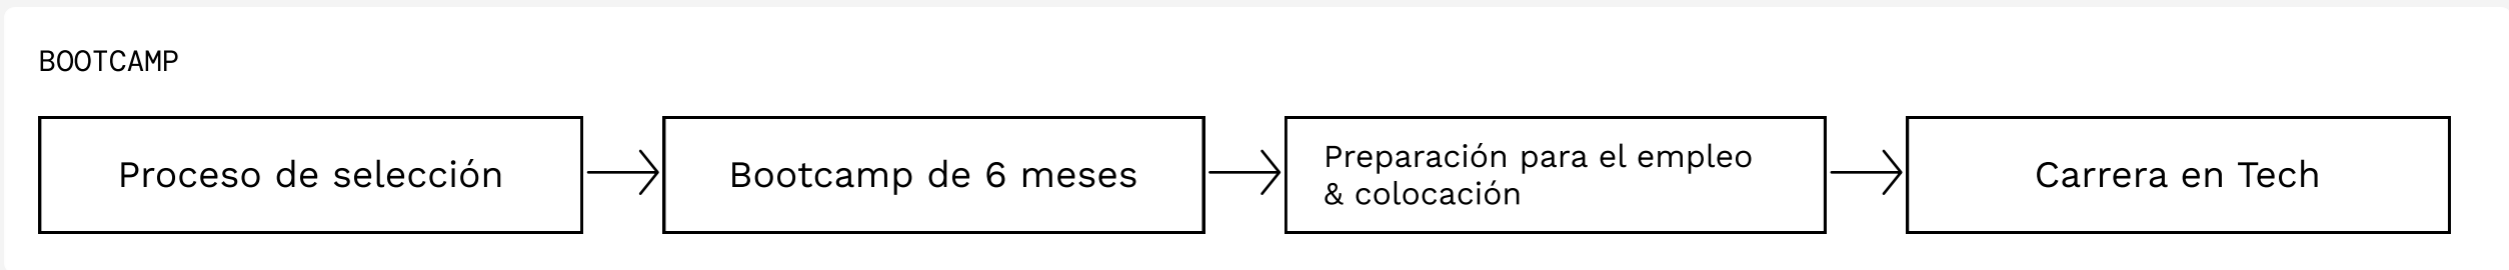 BOOTCAMP
Proceso de selección
Bootcamp de 6 meses
Preparación para el empleo
& colocación
Carrera en Tech